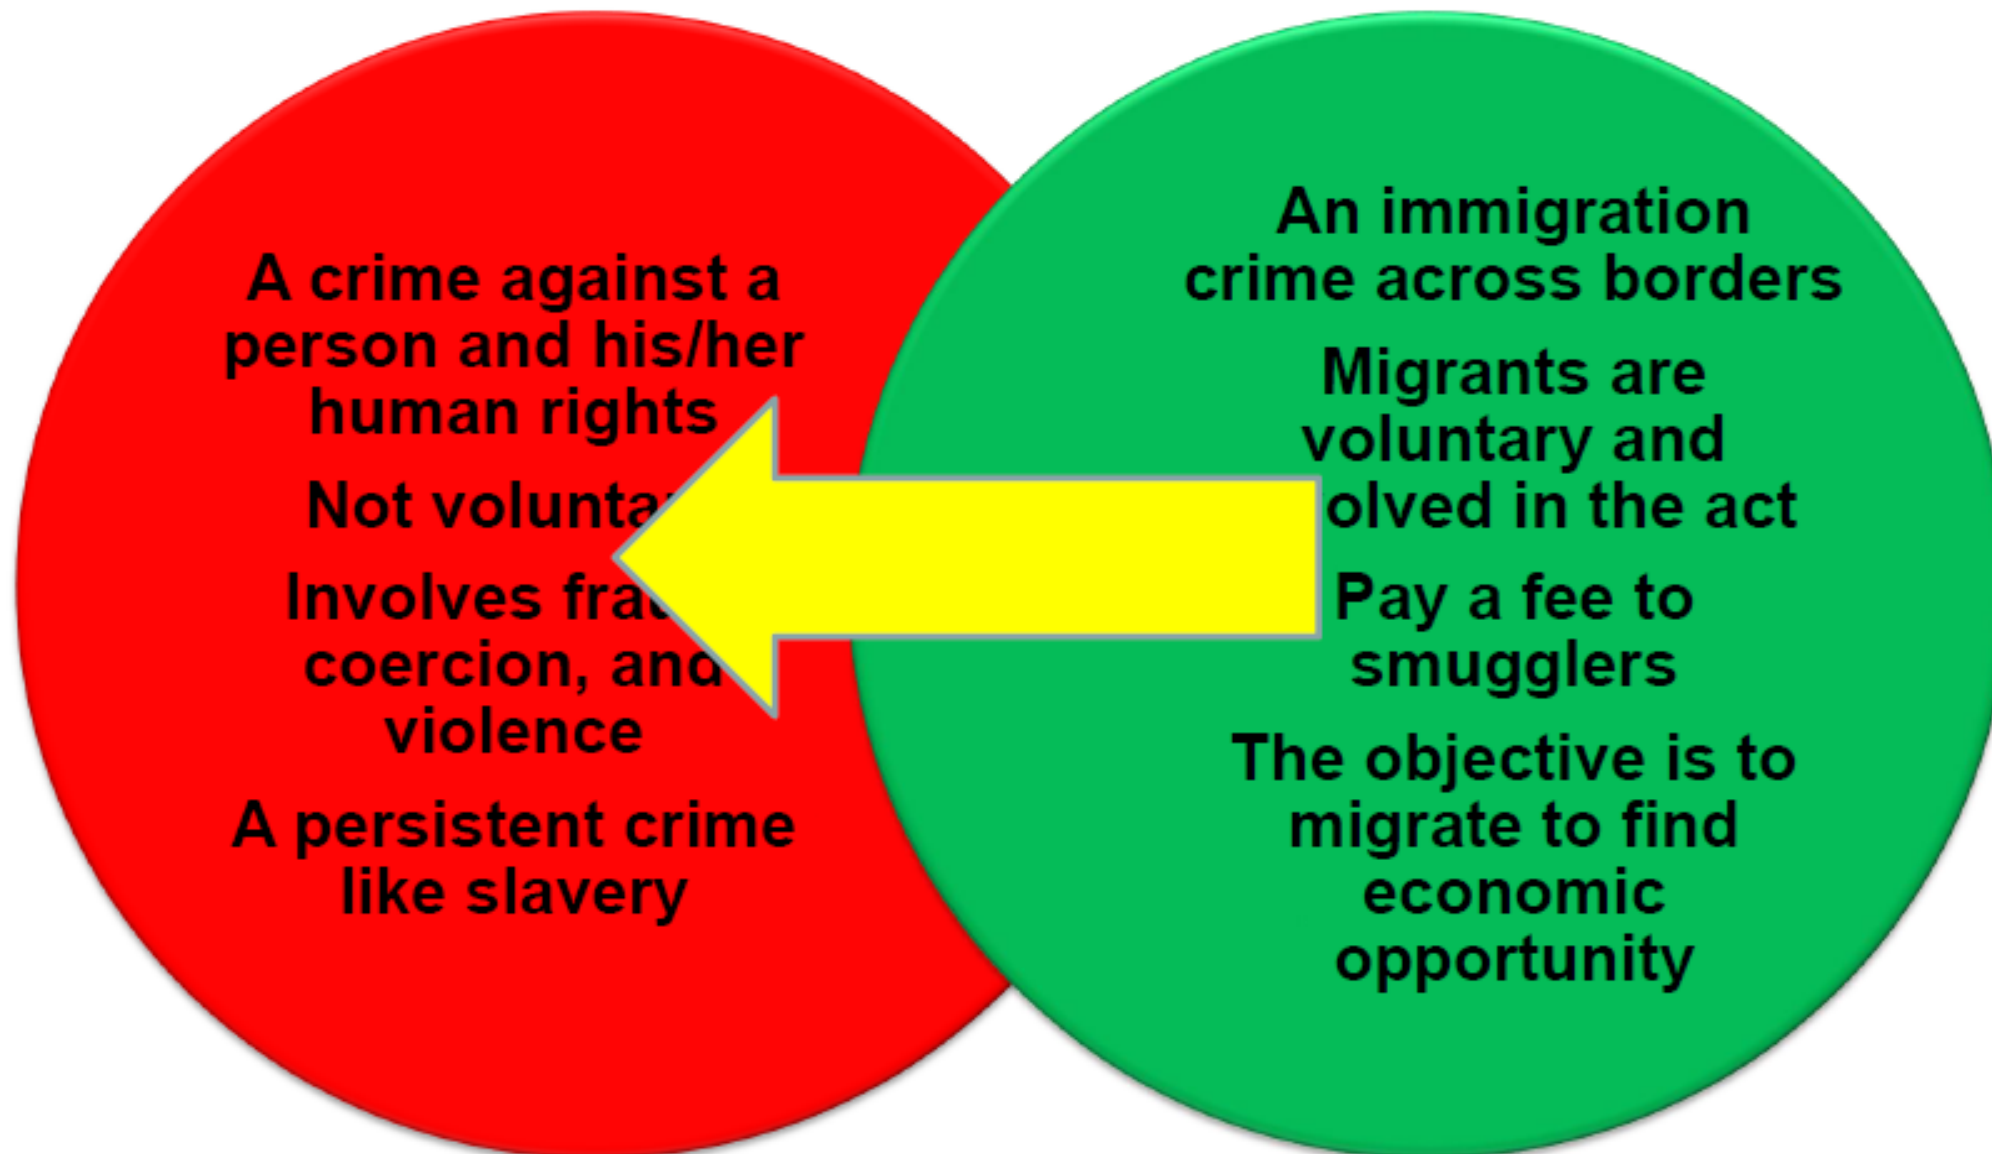 A crime against a
person and his/her
human rights
Not volunta
Involves frau
coercion, and
violence
A persistent crime
like slavery
An immigration
crime across borders
Migrants are
voluntary and
olved in the act
Pay a fee to
smugglers
The objective is to
migrate to find
economic
opportunity